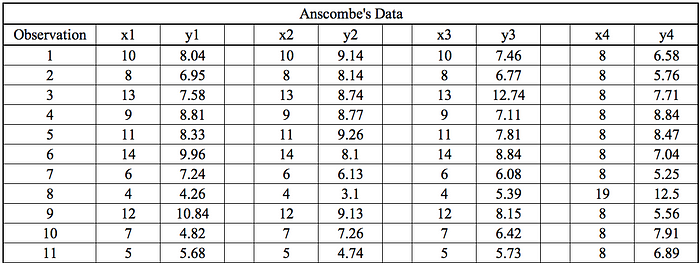 Anscombe's Data
Observation x1 y1 x2 y2 x3 y3 x4 y4
1 10 8.04 10 9.14 10 7.46 8 6.58
2 8 6.95 8 8.14 8 6.77 8 5.76
3 13 7.58 13 8.74 13 12.74 8 7.71
4 9 8.81 9 8.77 9 7.11 8 8.84
5 11 8.33 11 9.26 11 7.81 8 8.47
6 14 9.96 14 8.1 14 8.84 8 7.04
7 6 7.24 6 6.13 6 6.08 8 5.25
8 4 4.26 4 3.1 4 5.39 19 12.5
9 12 10.84 12 9.13 12 8.15 8 5.56
10 7 4.82 7 7.26 7 6.42 8 7.91
11 5 5.68 5 4.74 5 5.73 8 6.89